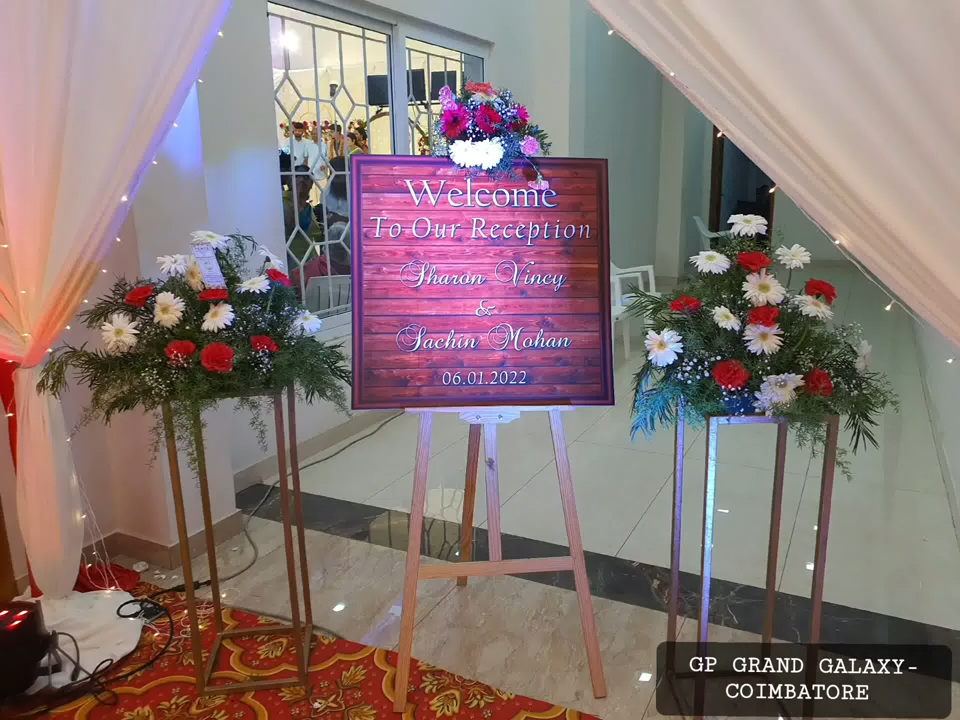 Welcome
To Our Reception
Sharon Vincy
&
Sachin Mohan
06.01.2022
GP GRAND GALAXY-
COIMBATORE